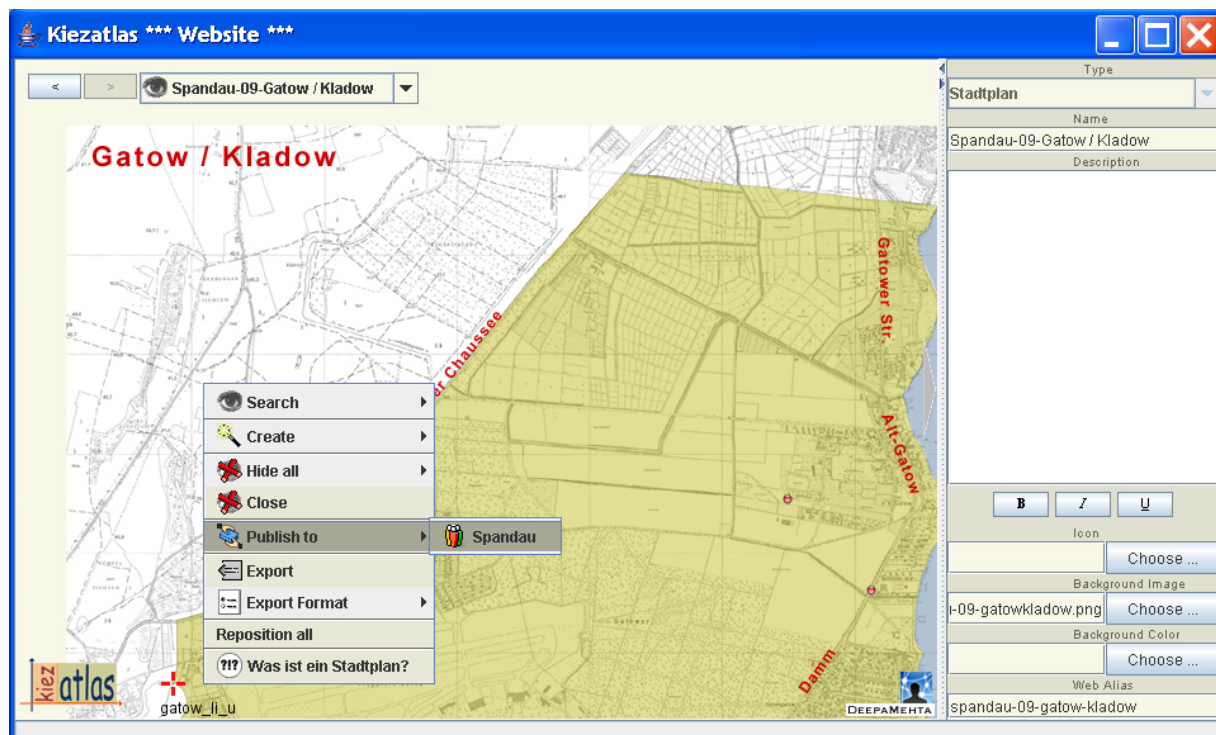 Kiezatlas *** Website ***
<
>
Spandau-09-Gatow / Kladow
Gatow / Kladow
Gatower Str.
er Chaussee
Alt-Gatow
Damm
Search
Create
Hide all
Close
Publish to
Spandau
Export
Export Format
Reposition all
?!? Was ist ein Stadtplan?
kiez
atlas
gatow_li_u
DEEPAMEHTA
Type
Stadtplan
Name
Spandau-09-Gatow / Kladow
Description
B I U
Icon
Choose ...
Background Image
ı-09-gatowkladow.png Choose ...
Background Color
Choose ...
Web Alias
spandau-09-gatow-kladow